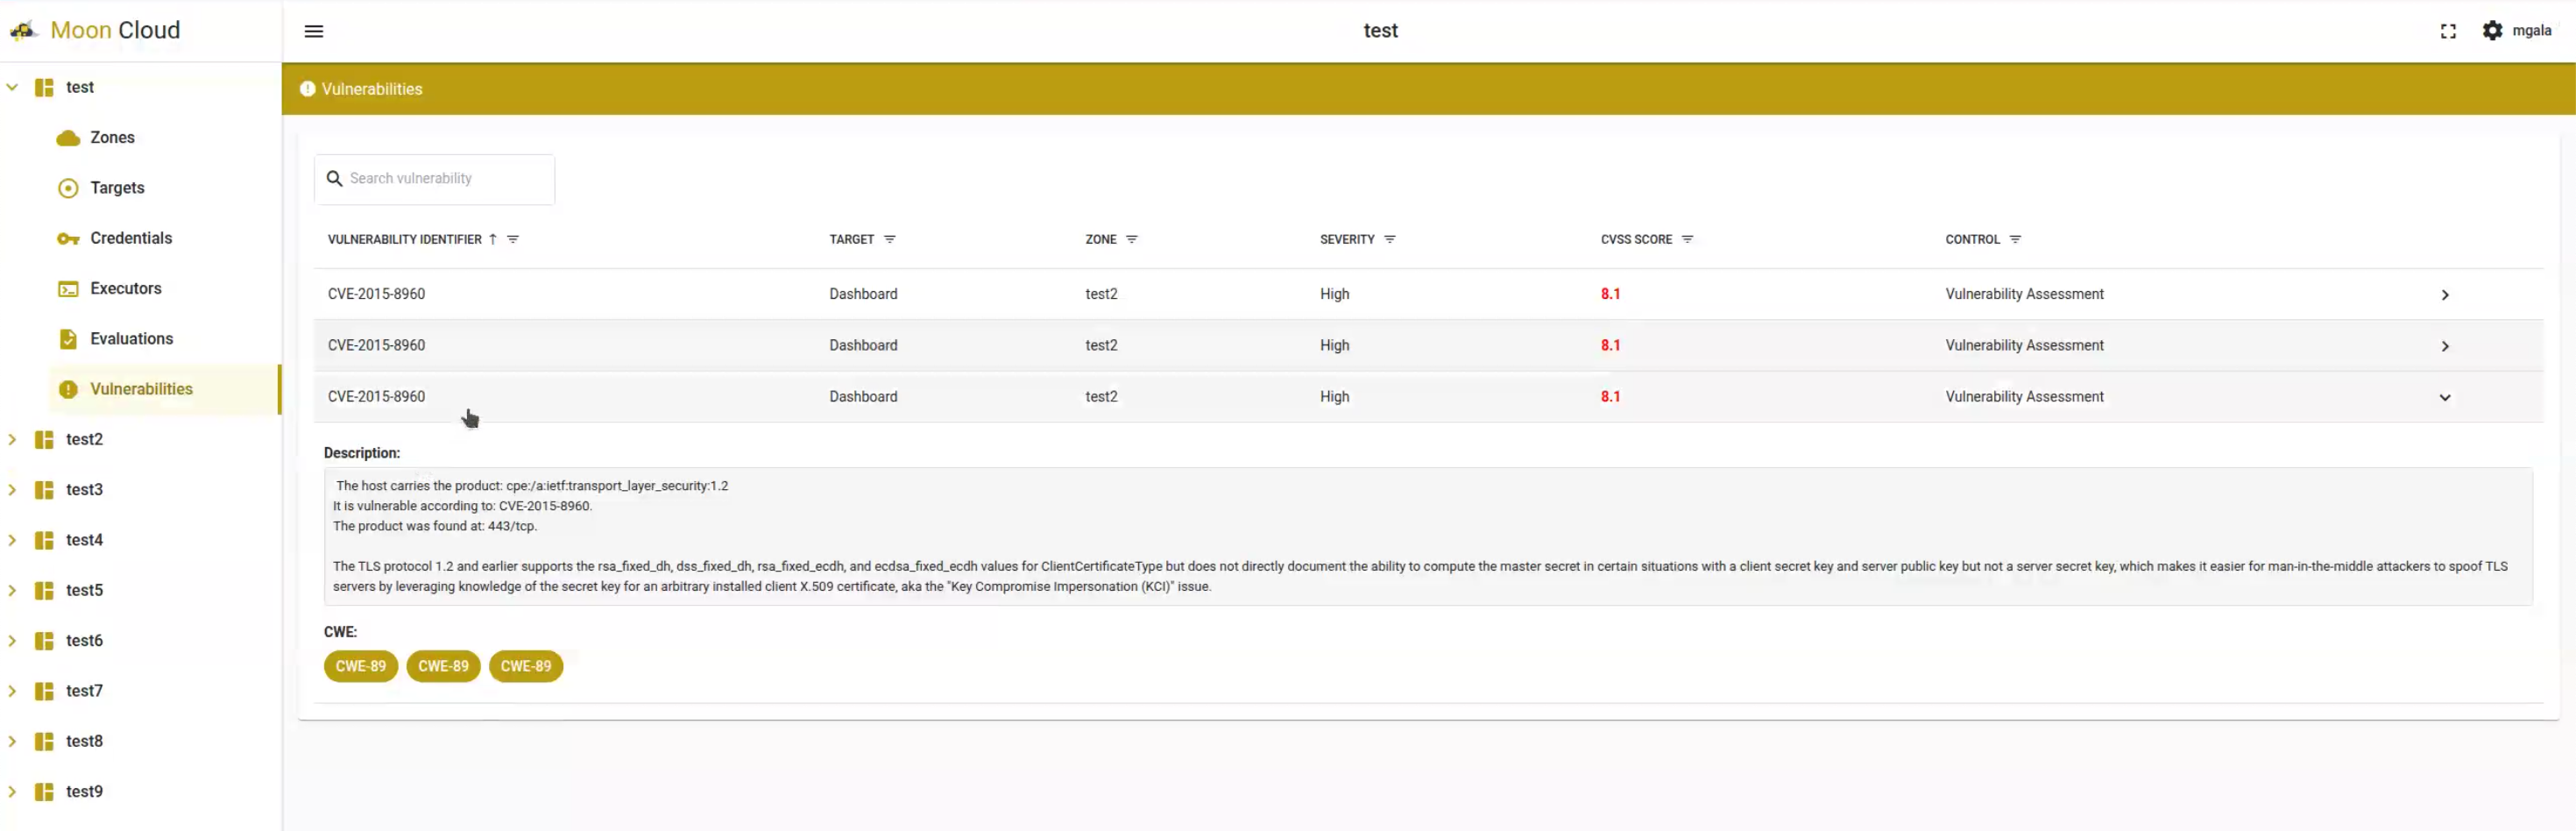 Moon Cloud
test
mgala
test
Zones
Targets
Credentials
Executors
Evaluations
Vulnerabilities
test2
test3
test4
test5
test6
test7
test8
test9
Vulnerabilities
Search vulnerability
VULNERABILITY IDENTIFIER TARGET ZONE SEVERITY CVSS SCORE CONTROL
CVE-2015-8960 Dashboard test2 High 8.1 Vulnerability Assessment
CVE-2015-8960 Dashboard test2 High 8.1 Vulnerability Assessment
CVE-2015-8960 Dashboard test2 High 8.1 Vulnerability Assessment
Description:
The host carries the product: cpe:/a:ietf:transport_layer_security:1.2
It is vulnerable according to: CVE-2015-8960.
The product was found at: 443/tcp.
The TLS protocol 1.2 and earlier supports the rsa_fixed_dh, dss_fixed_dh, rsa_fixed_ecdh, and ecdsa_fixed_ecdh values for ClientCertificateType but does not directly document the ability to compute the master secret in certain situations with a client secret key and server public key but not a server secret key, which makes it easier for man-in-the-middle attackers to spoof TLS
servers by leveraging knowledge of the secret key for an arbitrary installed client X.509 certificate, aka the "Key Compromise Impersonation (KCI)" issue.
CWE:
CWE-89 CWE-89 CWE-89